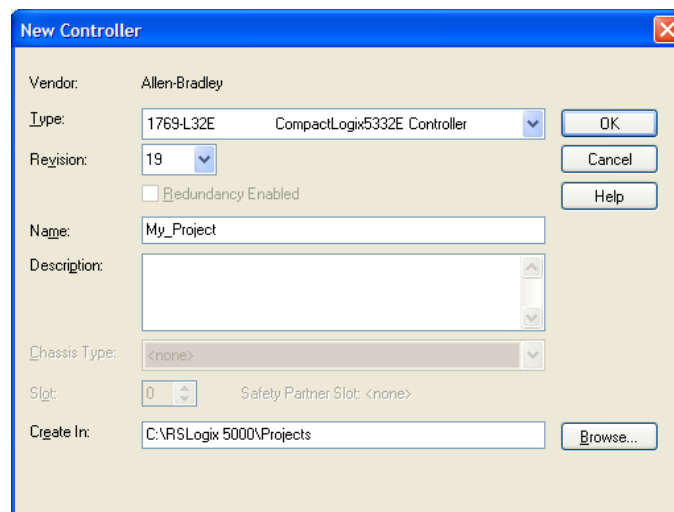 New Controller
Vendor: Allen-Bradley
Type: 1769-L32E CompactLogix5332E Controller OK
Revision: 19 Cancel
Redundancy Enabled Help
Name: My_Project
Description:
Chassis Type: <none>
Slot: 0 Safety Partner Slot: <none>
Create In: C:\RSLogix 5000\Projects Browse...